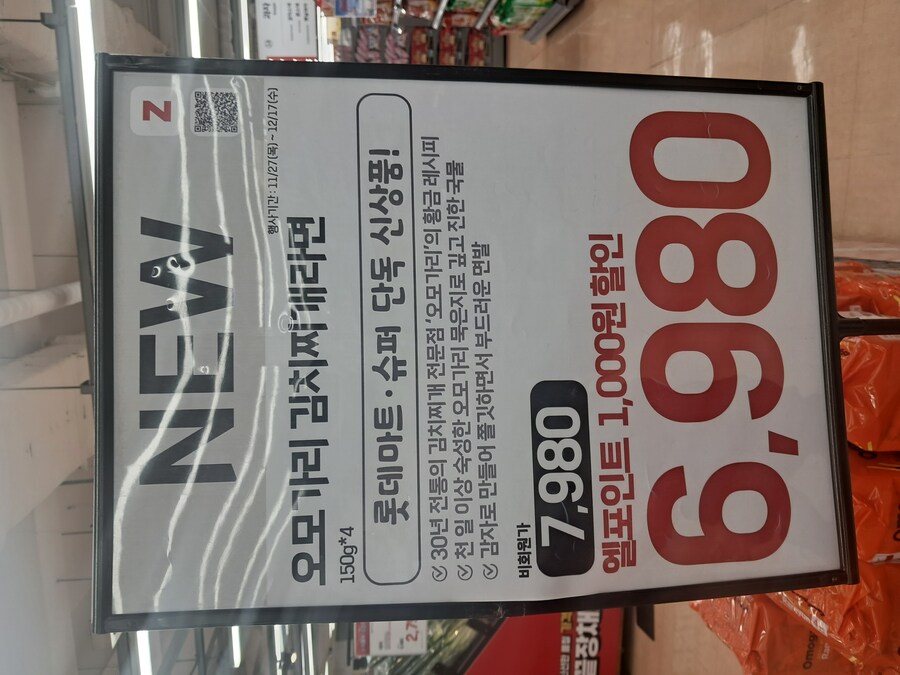 NEW
N
행사기간 : 11/27(목) ~ 12/17(수)
오모가리 김치찌개라면
150g*4
롯데마트·슈퍼 단독 신상품!
30년 전통의 김치찌개 전문점 '오모가리'의 황금 레시피
천 일 이상 숙성한 오모가리 묵은지로 깊고 진한 국물
감자로 만들어 쫄깃하면서 부드러운 면발
비회원가
7,980
엘포인트 1,000원 할인
6,980